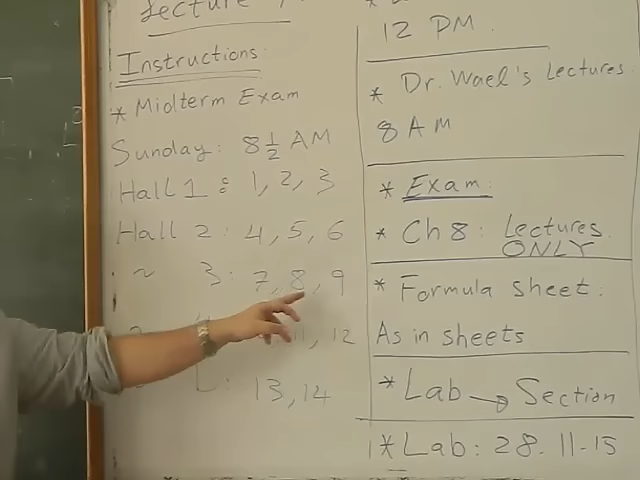 Lecture
Instructions:
* Midterm Exam
Sunday: 8 1/2 AM
Hall 1: 1, 2, 3
Hall 2: 4, 5, 6
~ 3: 7, 8, 9
11, 12
L: 13, 14
12 PM.
* Dr. Wael's Lectures:
8 AM
* Exam:
* Ch 8: Lectures
ONLY
* Formula sheet:
As in sheets
* Lab → Section
* Lab: 28.11.15